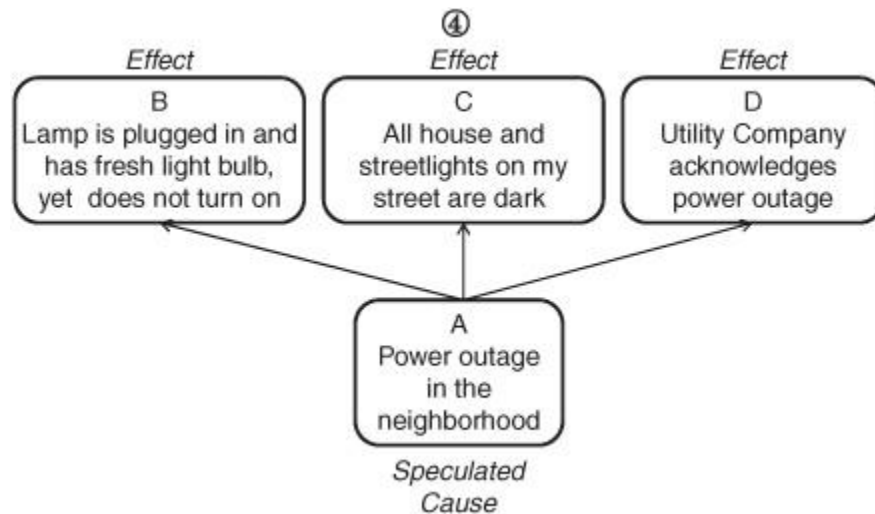 ④
Effect
B
Lamp is plugged in and
has fresh light bulb,
yet does not turn on
Effect
C
All house and
streetlights on my
street are dark
Effect
D
Utility Company
acknowledges
power outage
A
Power outage
in the
neighborhood
Speculated
Cause